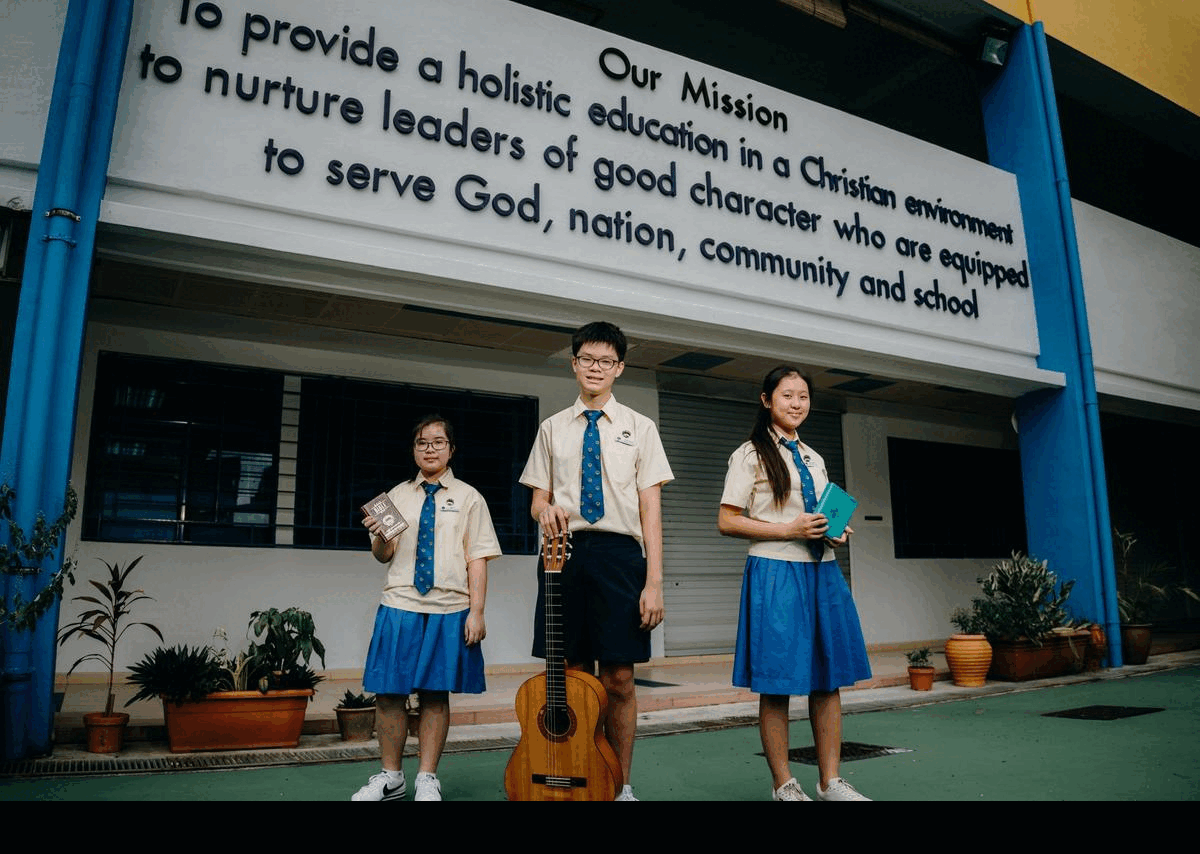 Our Mission
To provide a holistic education in a Christian environment
to nurture leaders of good character who are equipped
to serve God, nation, community and school